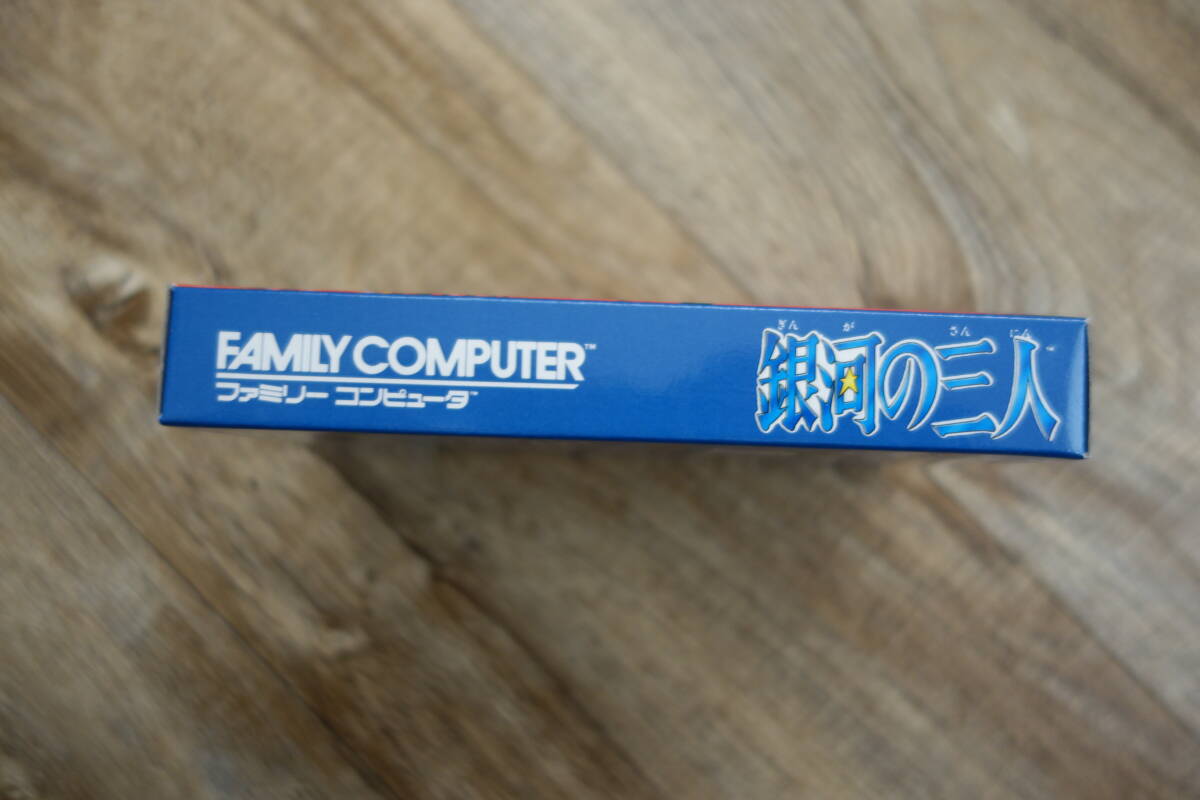 FAMILY COMPUTER™
ファミリー コンピュータ™
ぎん が さん にん
銀河の三人™